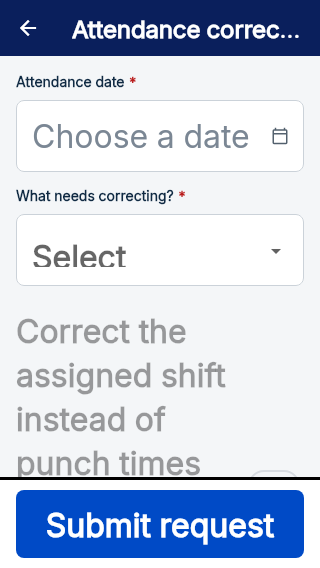 Attendance correc...
Attendance date *
Choose a date
What needs correcting? *
Select
Correct the
assigned shift
instead of
punch times
Submit request